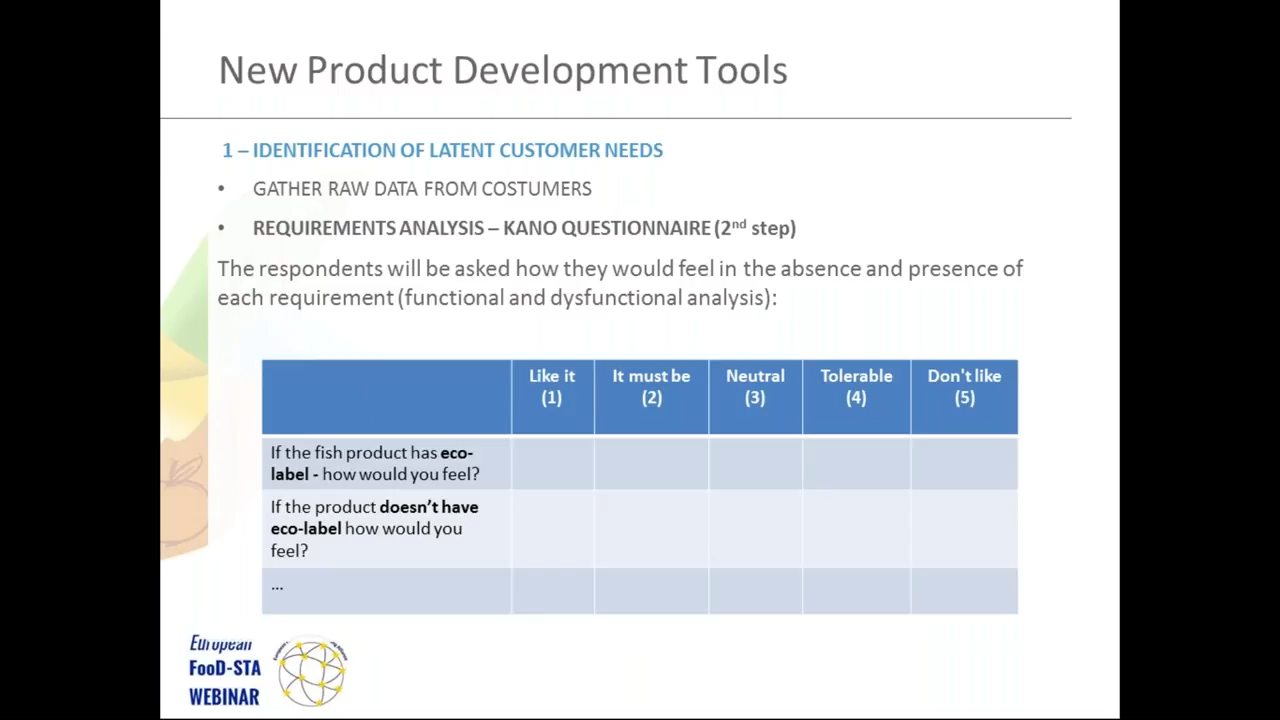 New Product Development Tools
1 – IDENTIFICATION OF LATENT CUSTOMER NEEDS
• GATHER RAW DATA FROM COSTUMERS
• REQUIREMENTS ANALYSIS – KANO QUESTIONNAIRE (2nd step)
The respondents will be asked how they would feel in the absence and presence of
each requirement (functional and dysfunctional analysis):
Like it It must be Neutral Tolerable Don't like
(1) (2) (3) (4) (5)
If the fish product has eco-
label - how would you feel?
If the product doesn't have
eco-label how would you
feel?
...
European
FooD-STA
WEBINAR